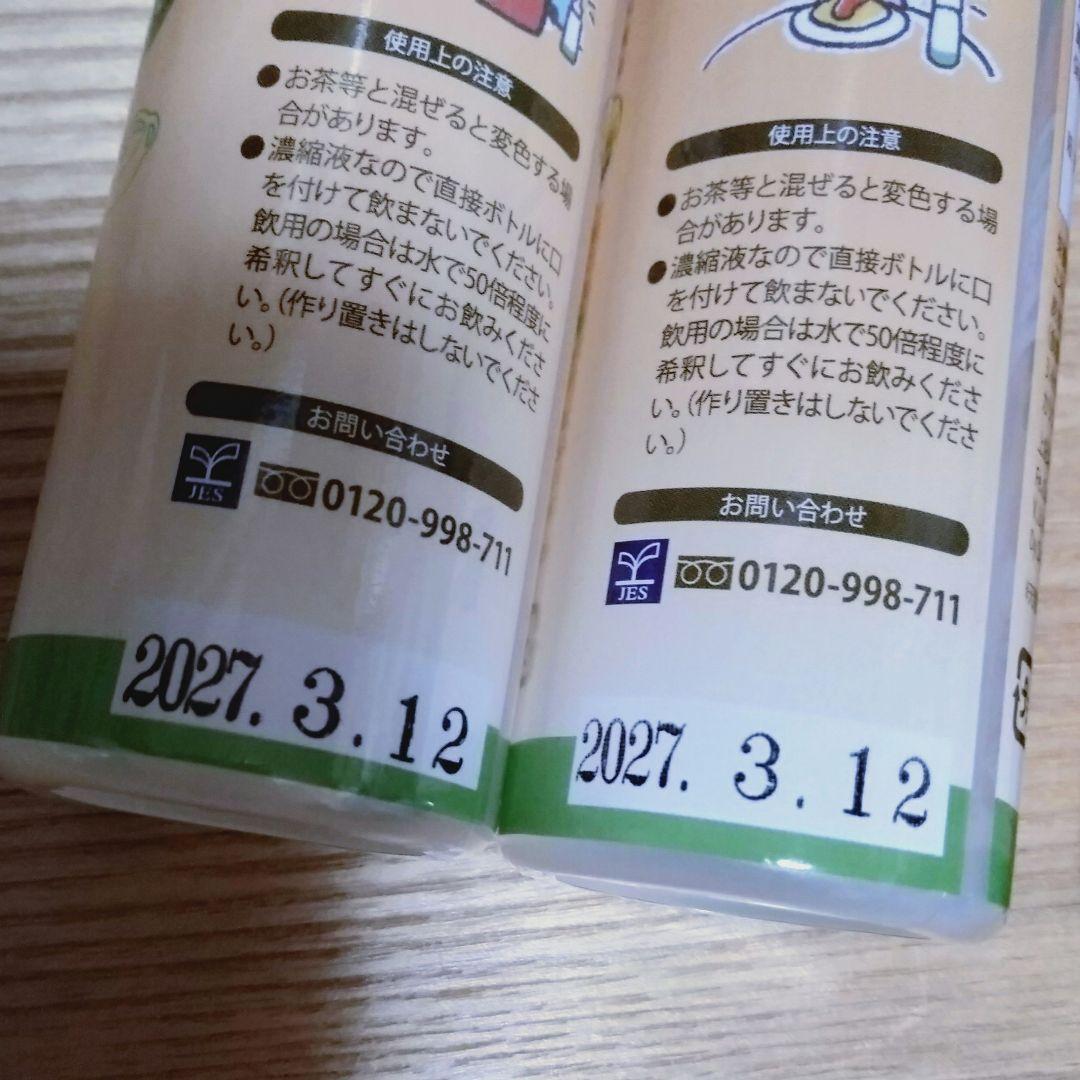 使用上の注意
●お茶等と混ぜると変色する場
合があります。
●濃縮液なので直接ボトルに口
を付けて飲まないでください。
飲用の場合は水で50倍程度に
希釈してすぐにお飲みくださ
い。(作り置きはしないでくださ
い。)
お問い合わせ
JES
0120-998-711
2027. 3. 12
使用上の注意
●お茶等と混ぜると変色する場
合があります。
●濃縮液なので直接ボトルに口
を付けて飲まないでください。
飲用の場合は水で50倍程度に
希釈してすぐにお飲みくださ
い。(作り置きはしないでくださ
い。)
お問い合わせ
JES
0120-998-711
2027. 3. 12